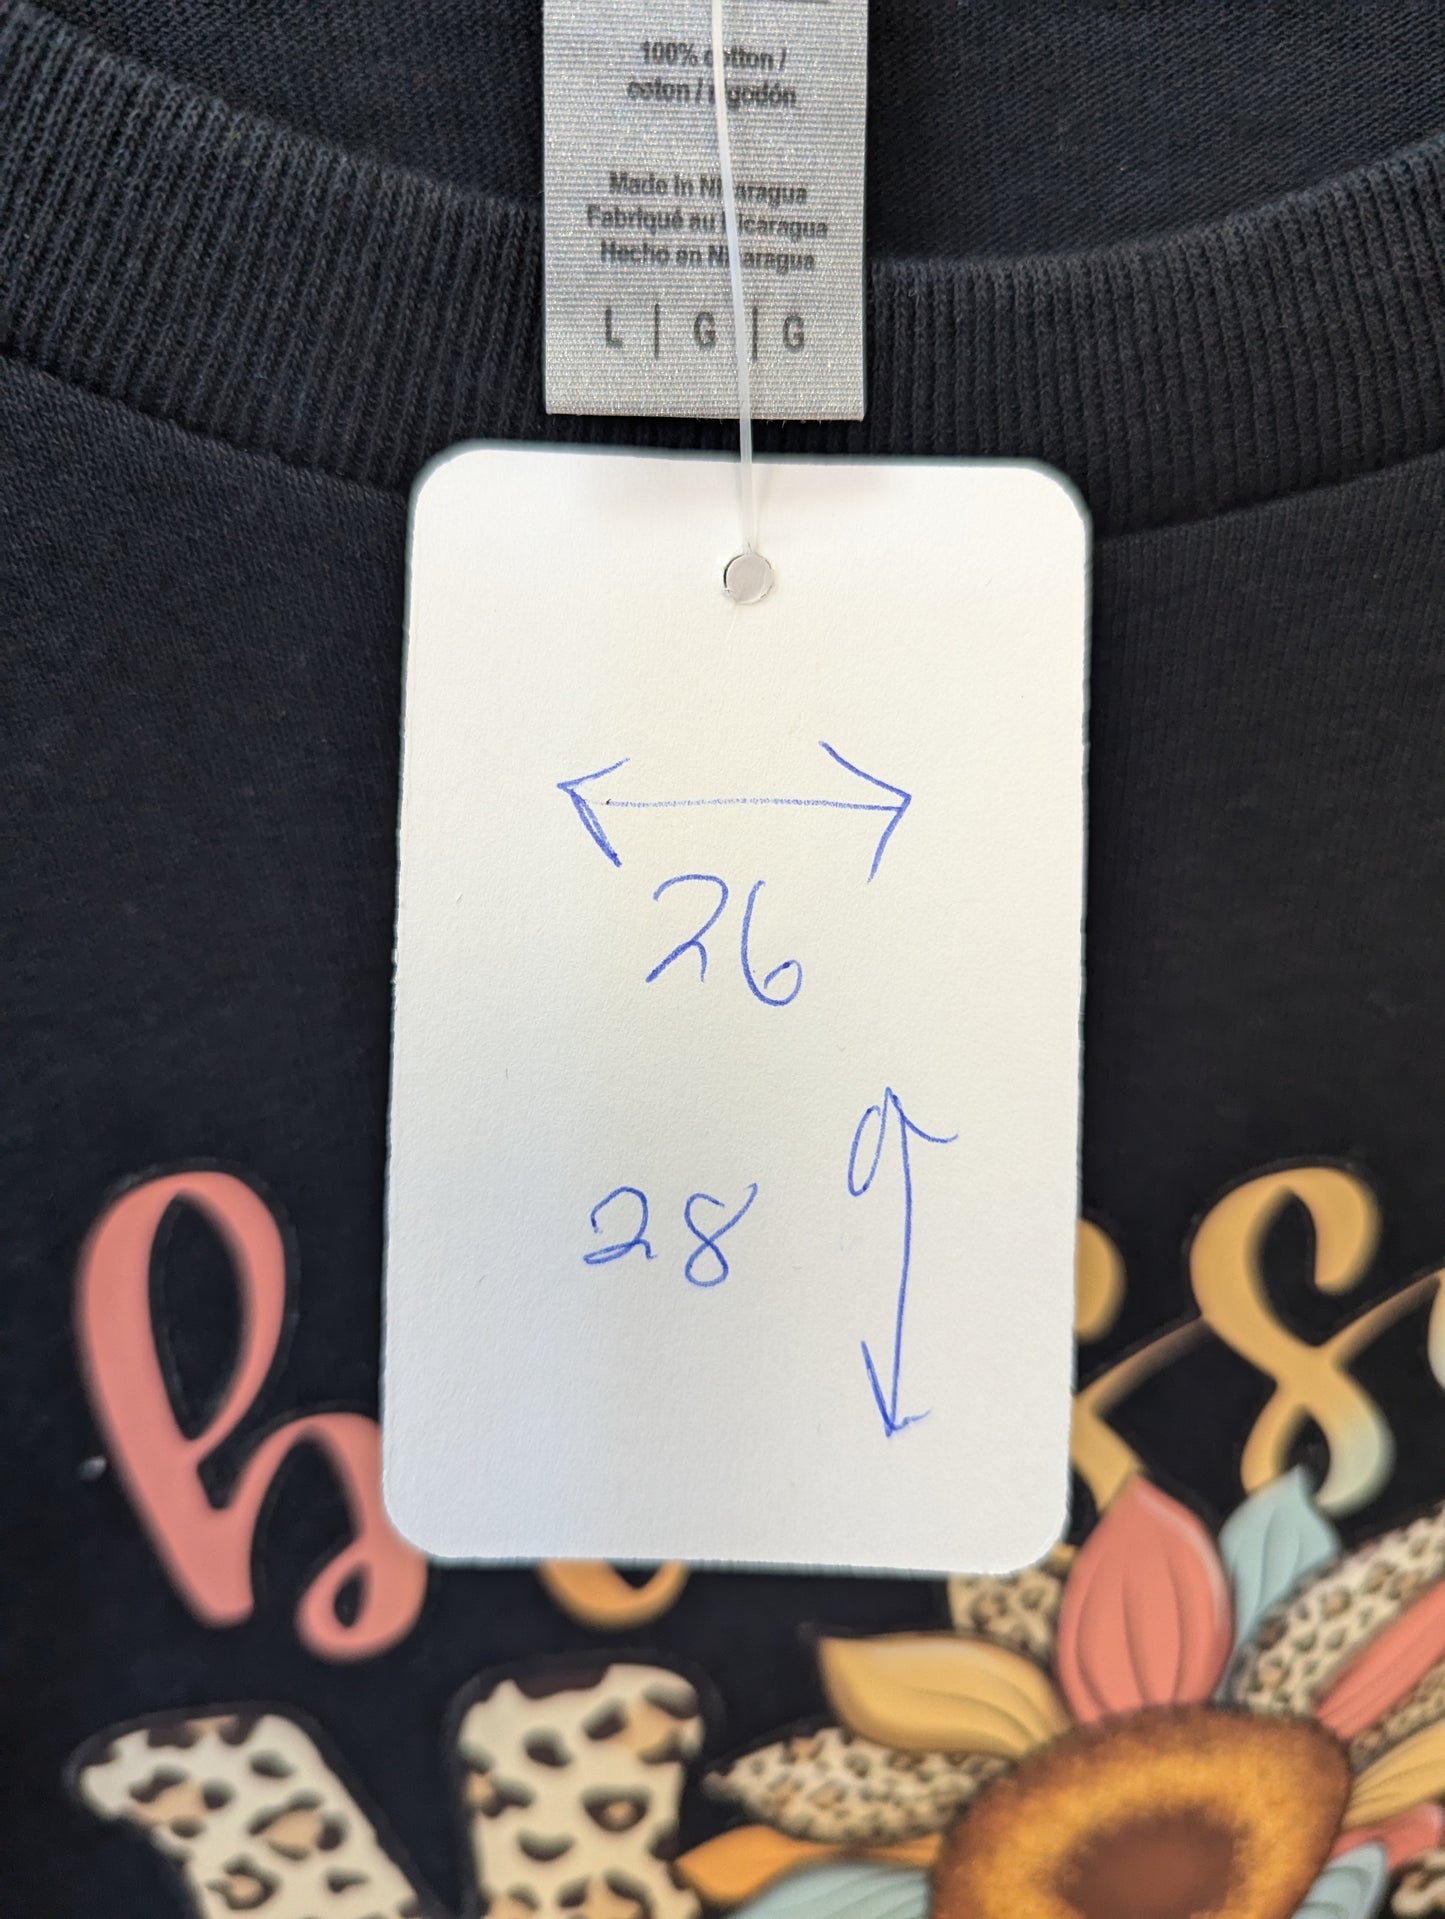 100% cotton /
coton / algodón
Made in Nicaragua
Fabriqué au Nicaragua
Hecho en Nicaragua
L | G | G
26
28